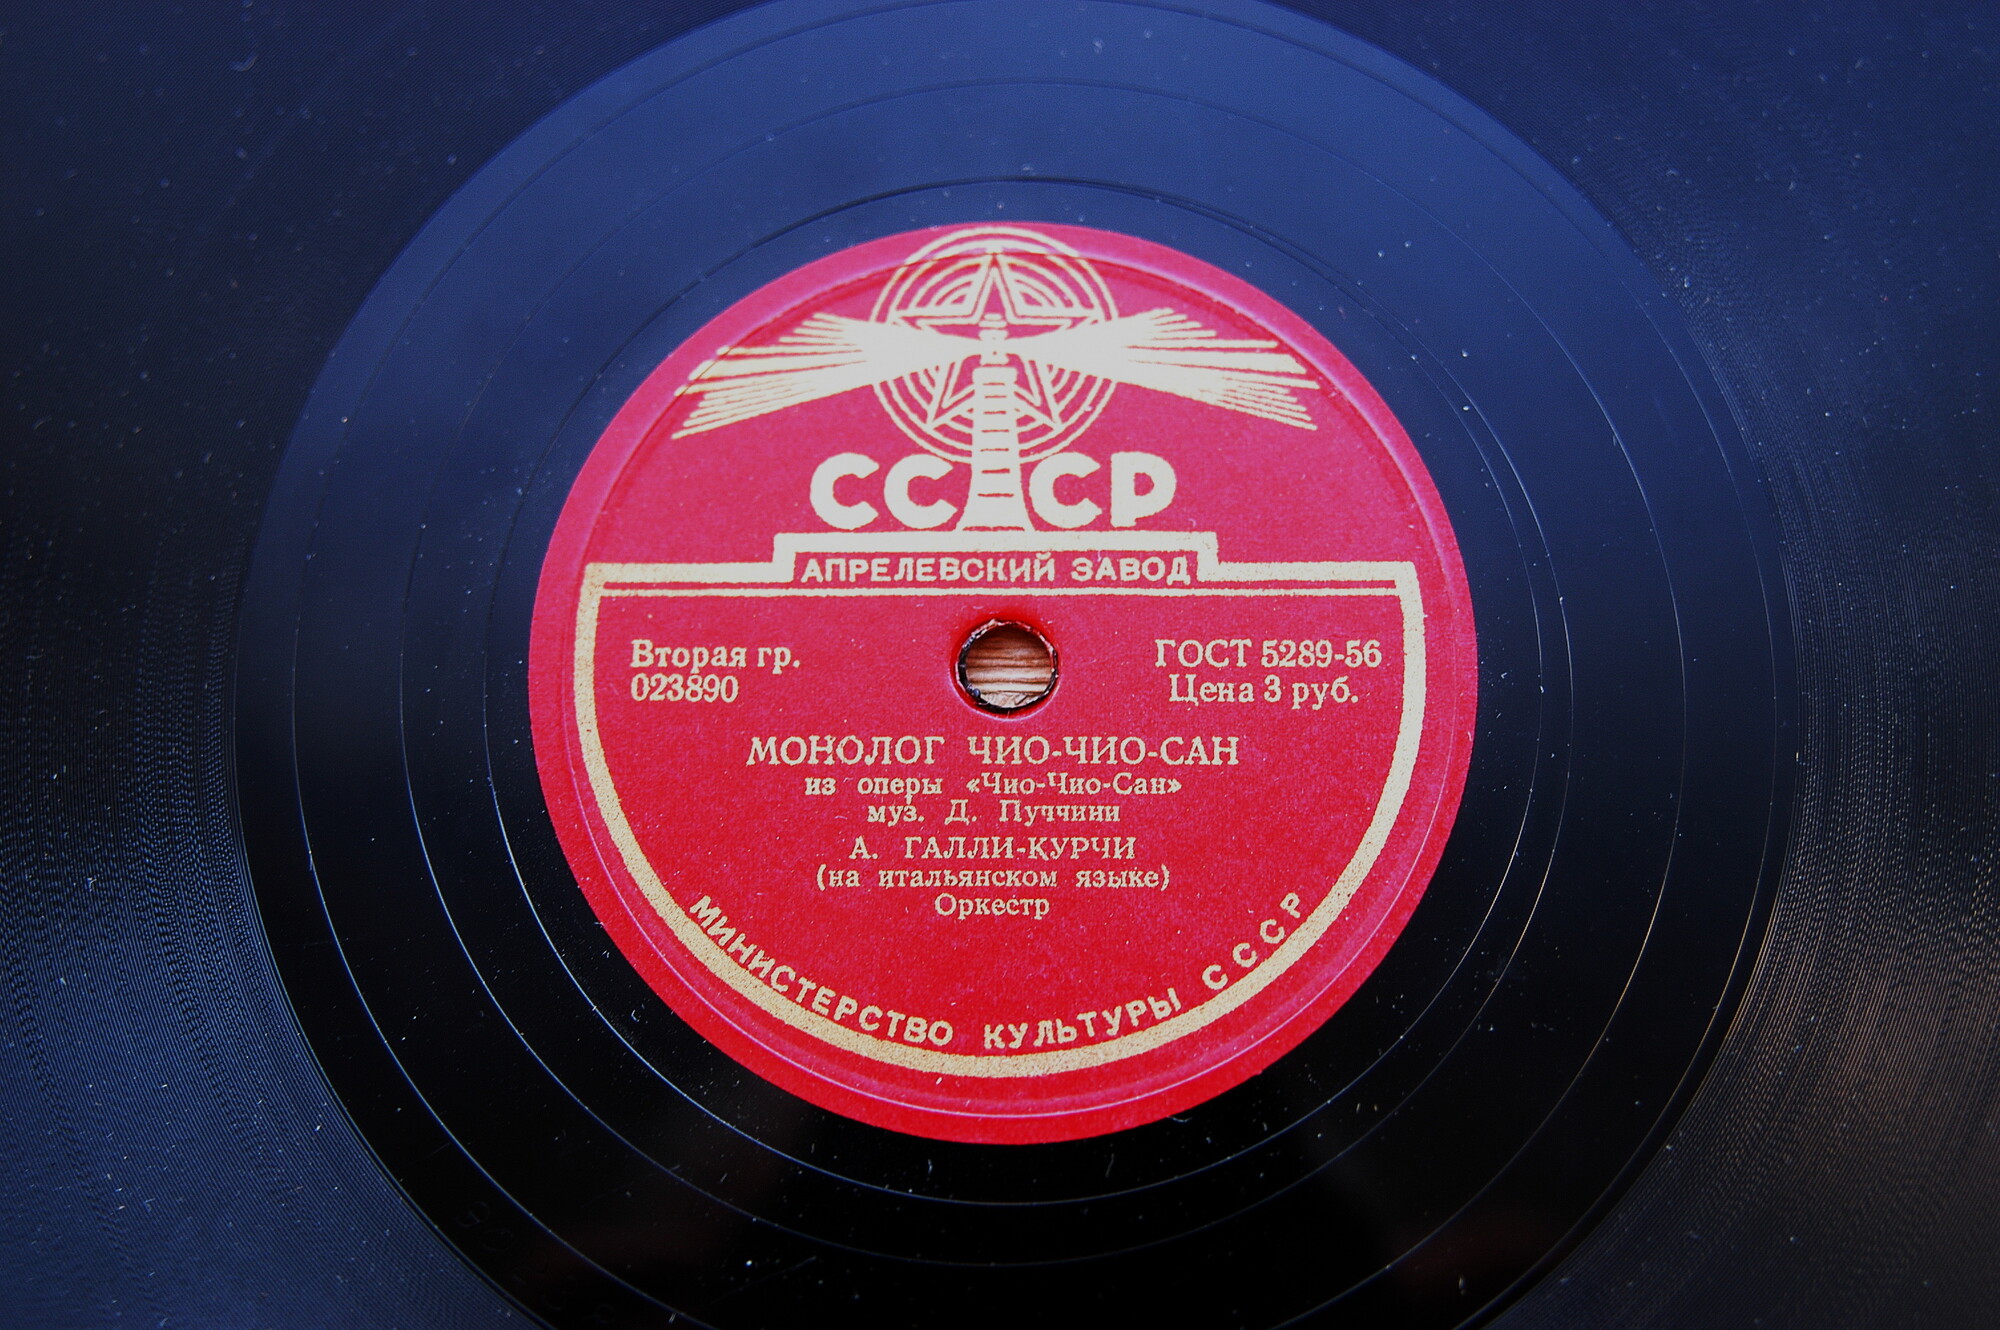 СССР
АПРЕЛЕВСКИЙ ЗАВОД
Вторая гр.
023890
ГОСТ 5289-56
Цена 3 руб.
МОНОЛОГ ЧИО-ЧИО-САН
из оперы «Чио-Чио-Сан»
муз. Д. Пуччини
А. ГАЛЛИ-КУРЧИ
(на итальянском языке)
Оркестр
МИНИСТЕРСТВО КУЛЬТУРЫ СССР